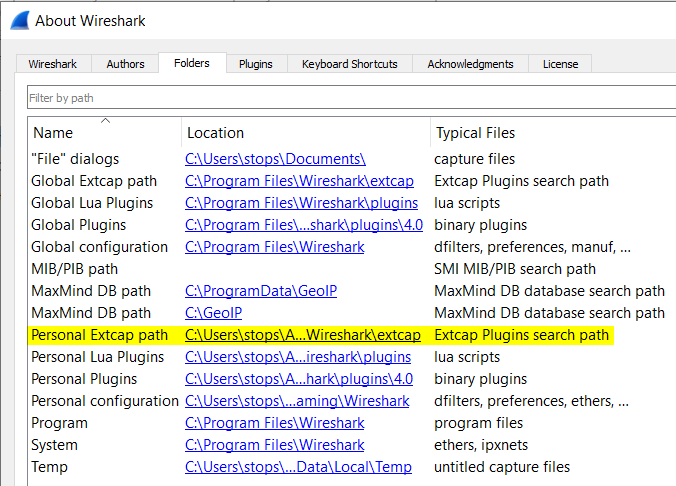 About Wireshark
Wireshark Authors Folders Plugins Keyboard Shortcuts Acknowledgments License
Filter by path
Name Location Typical Files
"File" dialogs C:\Users\stops\Documents\ capture files
Global Extcap path C:\Program Files\Wireshark\extcap Extcap Plugins search path
Global Lua Plugins C:\Program Files\Wireshark\plugins lua scripts
Global Plugins C:\Program Files\...shark\plugins\4.0 binary plugins
Global configuration C:\Program Files\Wireshark dfilters, preferences, manuf, ...
MIB/PIB path SMI MIB/PIB search path
MaxMind DB path C:\ProgramData\GeoIP MaxMind DB database search path
MaxMind DB path C:\GeoIP MaxMind DB database search path
Personal Extcap path C:\Users\stops\A...Wireshark\extcap Extcap Plugins search path
Personal Lua Plugins C:\Users\stops\A...ireshark\plugins lua scripts
Personal Plugins C:\Users\stops\A...hark\plugins\4.0 binary plugins
Personal configuration C:\Users\stops\...aming\Wireshark dfilters, preferences, ethers, ...
Program C:\Program Files\Wireshark program files
System C:\Program Files\Wireshark ethers, ipxnets
Temp C:\Users\stops\...Data\Local\Temp untitled capture files